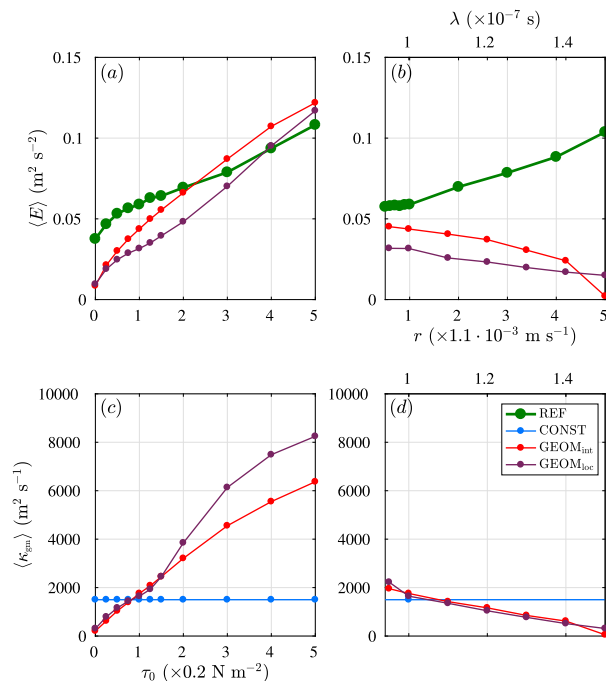 λ (×10⁻⁷ s)
1 1.2 1.4
(a) (b)
⟨E⟩ (m² s⁻²)
0.15 0.15
0.1 0.1
0.05 0.05
0 0
0 1 2 3 4 5 1 2 3 4 5
r (×1.1 · 10⁻³ m s⁻¹)
1 1.2 1.4
(c) (d)
⟨κgm⟩ (m² s⁻¹)
10000 10000
8000 8000
6000 6000
4000 4000
2000 2000
0 0
REF
CONST
GEOMint
GEOMloc
0 1 2 3 4 5
τ₀ (×0.2 N m⁻²)